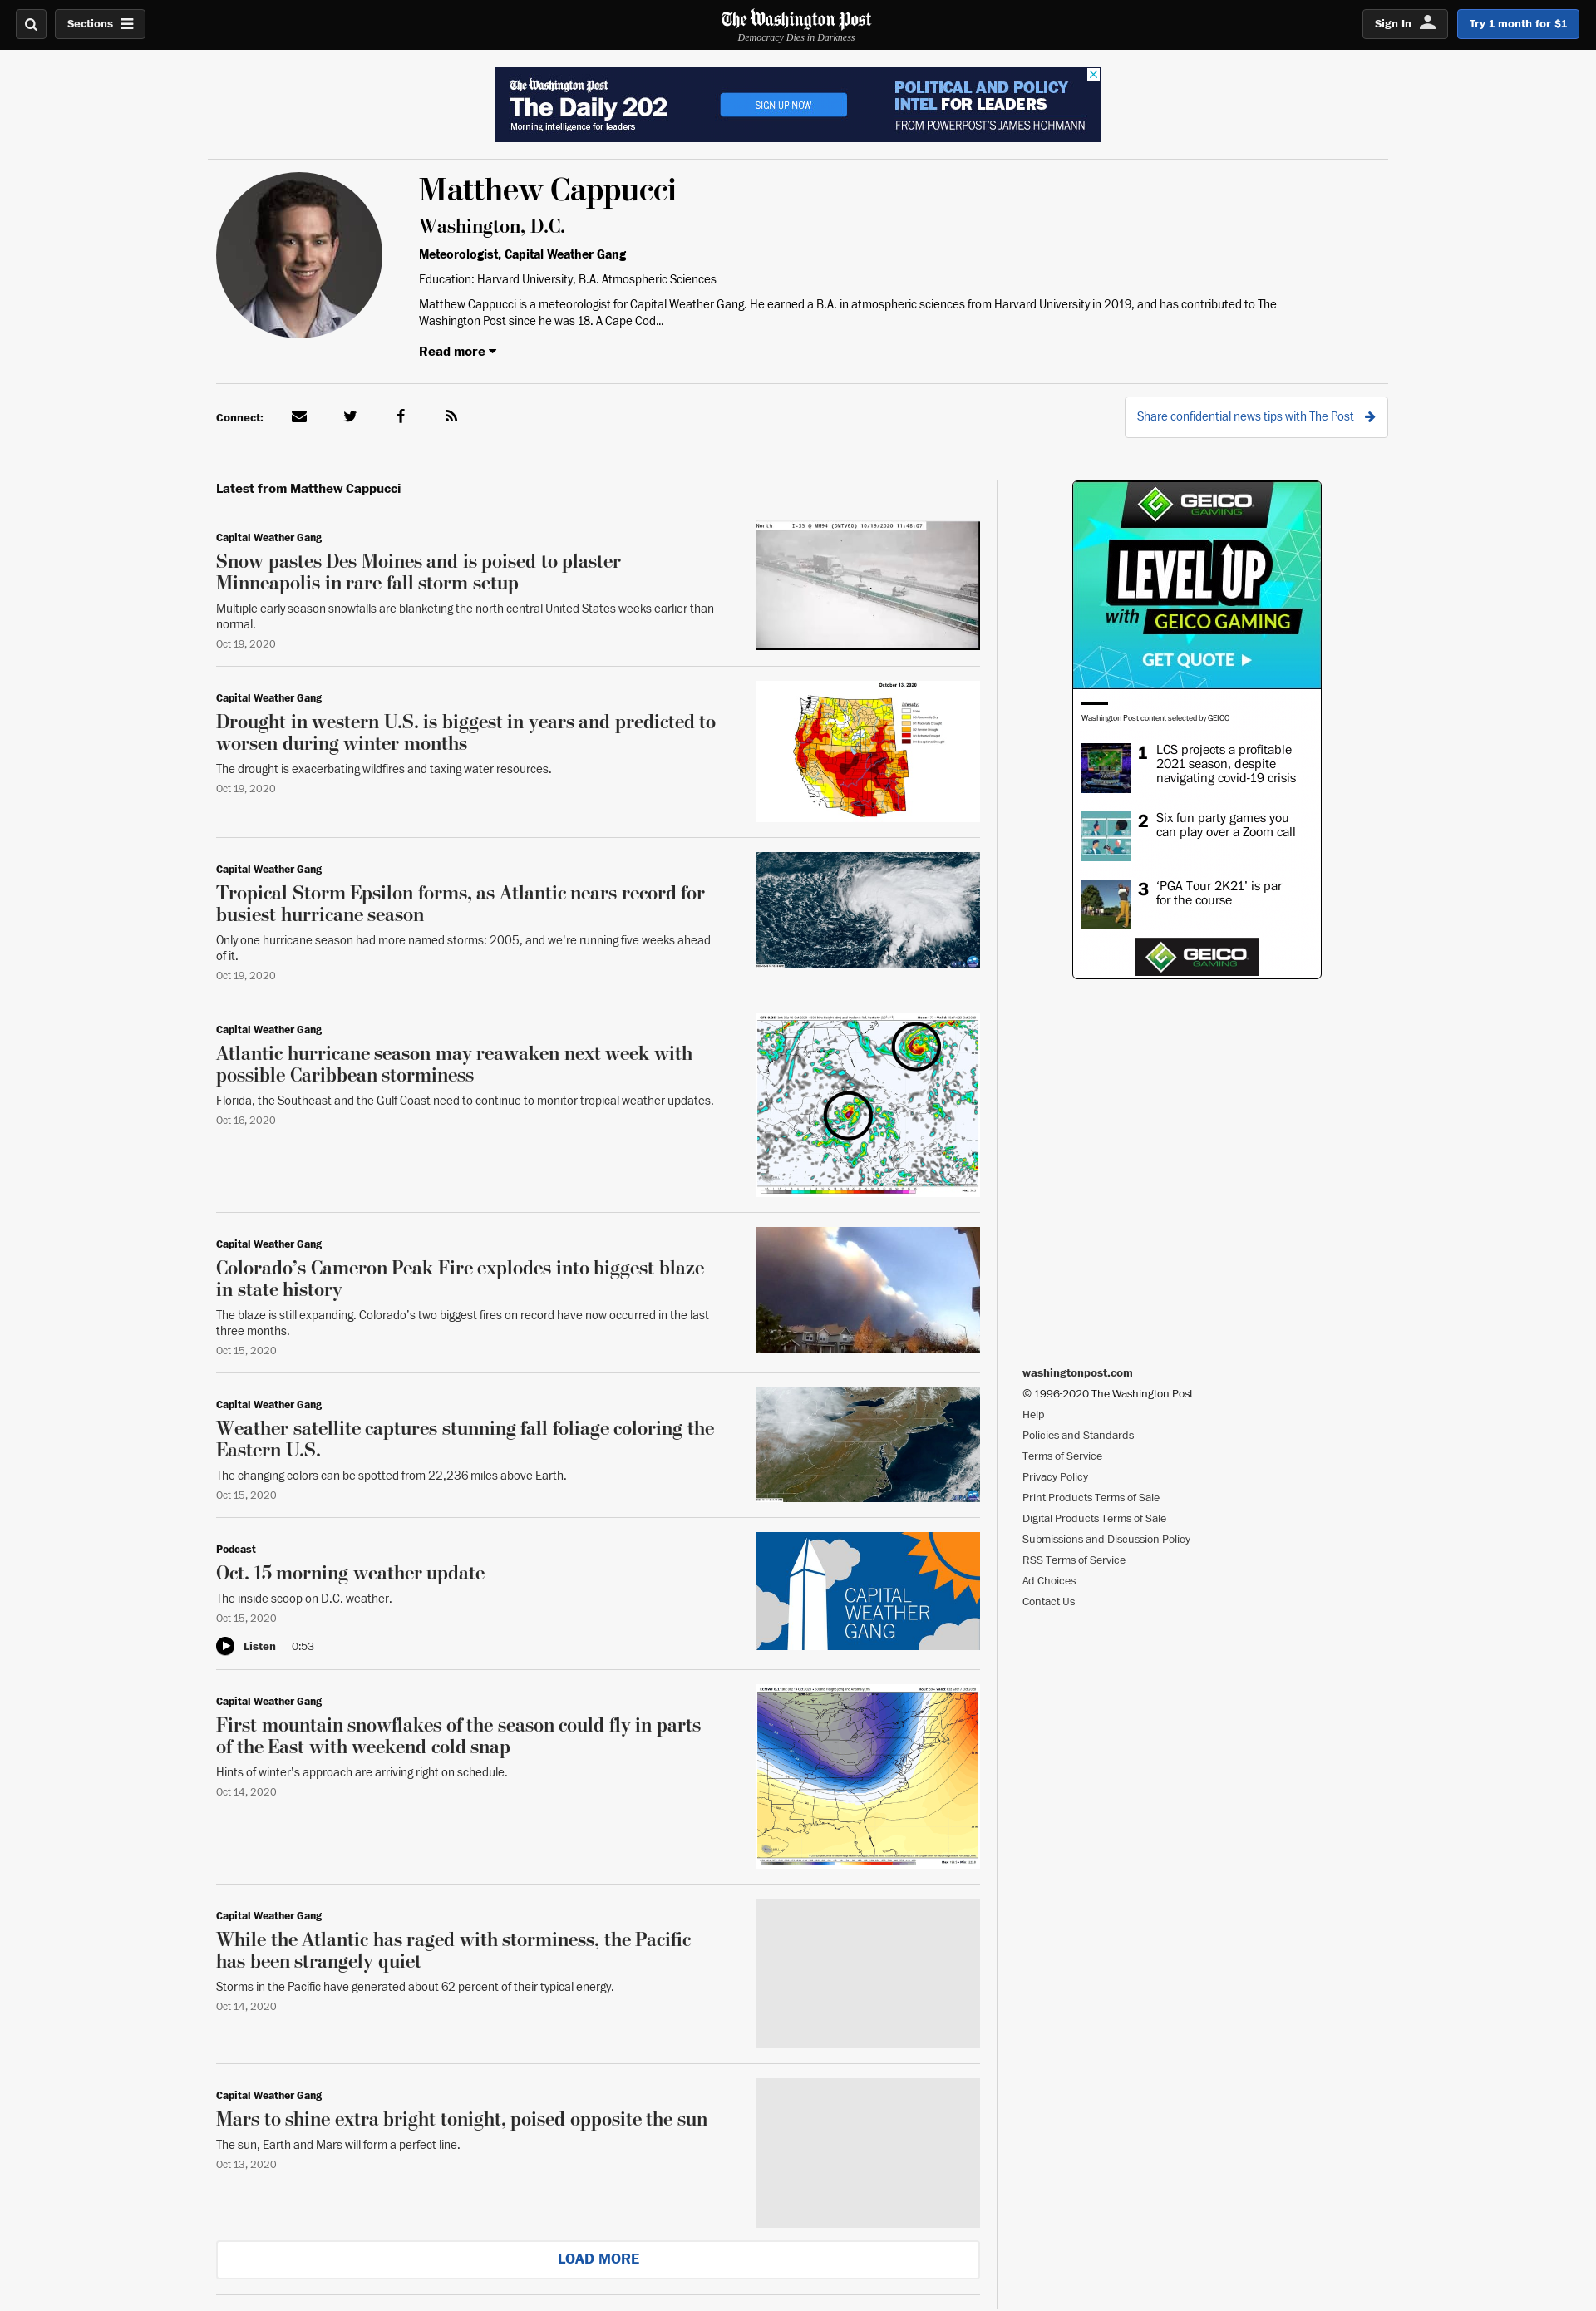 Sections
The Washington Post
Democracy Dies in Darkness
Sign In
Try 1 month for $1
The Washington Post
The Daily 202
Morning intelligence for leaders
SIGN UP NOW
POLITICAL AND POLICY
INTEL FOR LEADERS
FROM POWERPOST'S JAMES HOHMANN
Matthew Cappucci
Washington, D.C.
Meteorologist, Capital Weather Gang
Education: Harvard University, B.A. Atmospheric Sciences
Matthew Cappucci is a meteorologist for Capital Weather Gang. He earned a B.A. in atmospheric sciences from Harvard University in 2019, and has contributed to The
Washington Post since he was 18. A Cape Cod...
Read more
Connect:
Share confidential news tips with The Post
Latest from Matthew Cappucci
Capital Weather Gang
Snow pastes Des Moines and is poised to plaster
Minneapolis in rare fall storm setup
Multiple early-season snowfalls are blanketing the north-central United States weeks earlier than
normal.
Oct 19, 2020
North I-35 @ MM94 (DMTV60) 10/19/2020 11:48:07
Capital Weather Gang
Drought in western U.S. is biggest in years and predicted to
worsen during winter months
The drought is exacerbating wildfires and taxing water resources.
Oct 19, 2020
October 13, 2020
Capital Weather Gang
Tropical Storm Epsilon forms, as Atlantic nears record for
busiest hurricane season
Only one hurricane season had more named storms: 2005, and we're running five weeks ahead
of it.
Oct 19, 2020
Capital Weather Gang
Atlantic hurricane season may reawaken next week with
possible Caribbean storminess
Florida, the Southeast and the Gulf Coast need to continue to monitor tropical weather updates.
Oct 16, 2020
Capital Weather Gang
Colorado's Cameron Peak Fire explodes into biggest blaze
in state history
The blaze is still expanding. Colorado's two biggest fires on record have now occurred in the last
three months.
Oct 15, 2020
Capital Weather Gang
Weather satellite captures stunning fall foliage coloring the
Eastern U.S.
The changing colors can be spotted from 22,236 miles above Earth.
Oct 15, 2020
Podcast
Oct. 15 morning weather update
The inside scoop on D.C. weather.
Oct 15, 2020
Listen 0:53
CAPITAL
WEATHER
GANG
Capital Weather Gang
First mountain snowflakes of the season could fly in parts
of the East with weekend cold snap
Hints of winter's approach are arriving right on schedule.
Oct 14, 2020
Capital Weather Gang
While the Atlantic has raged with storminess, the Pacific
has been strangely quiet
Storms in the Pacific have generated about 62 percent of their typical energy.
Oct 14, 2020
Capital Weather Gang
Mars to shine extra bright tonight, poised opposite the sun
The sun, Earth and Mars will form a perfect line.
Oct 13, 2020
LOAD MORE
GEICO
GAMING
LEVEL UP
with GEICO GAMING
GET QUOTE
Washington Post content selected by GEICO
1 LCS projects a profitable
2021 season, despite
navigating covid-19 crisis
2 Six fun party games you
can play over a Zoom call
3 'PGA Tour 2K21' is par
for the course
GEICO
GAMING
washingtonpost.com
© 1996-2020 The Washington Post
Help
Policies and Standards
Terms of Service
Privacy Policy
Print Products Terms of Sale
Digital Products Terms of Sale
Submissions and Discussion Policy
RSS Terms of Service
Ad Choices
Contact Us